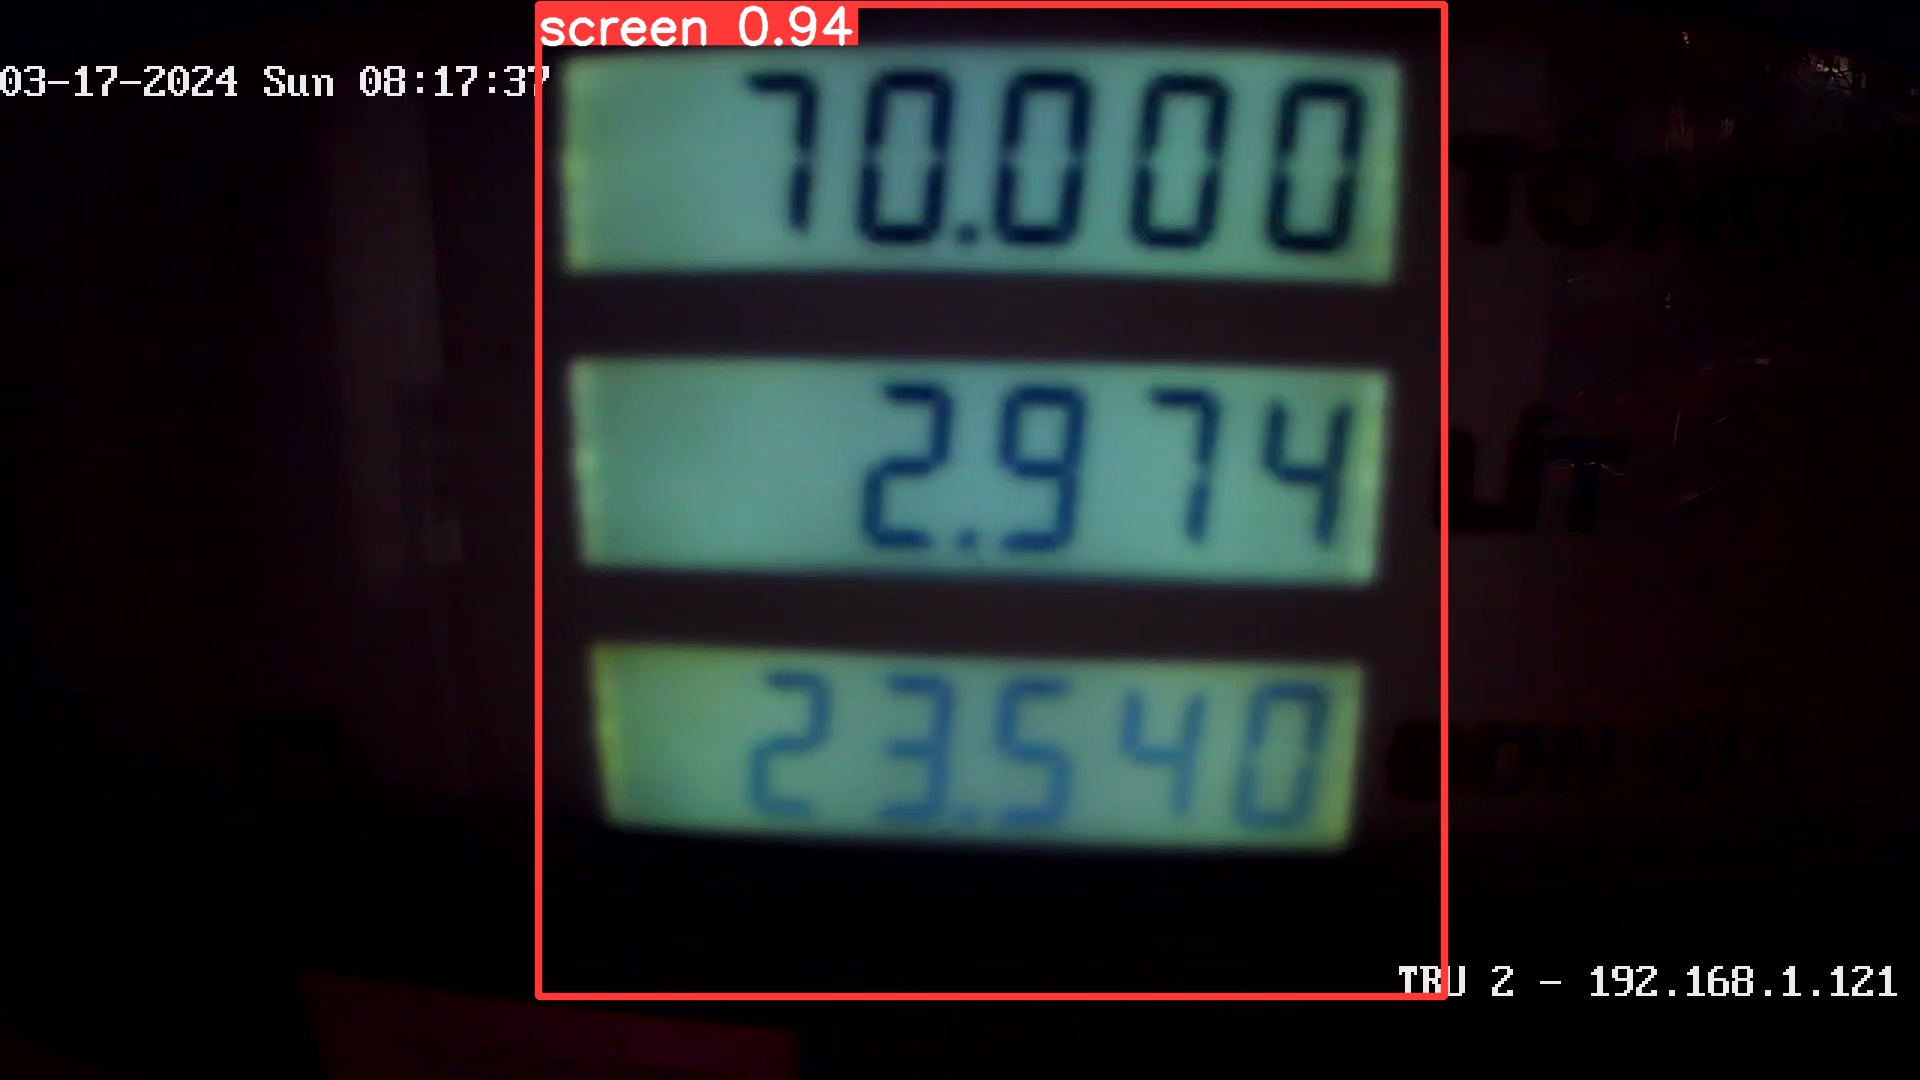 screen 0.94
03-17-2024 Sun 08:17:37
70.000
2.974
LÍT
23.540
TRU 2 - 192.168.1.121